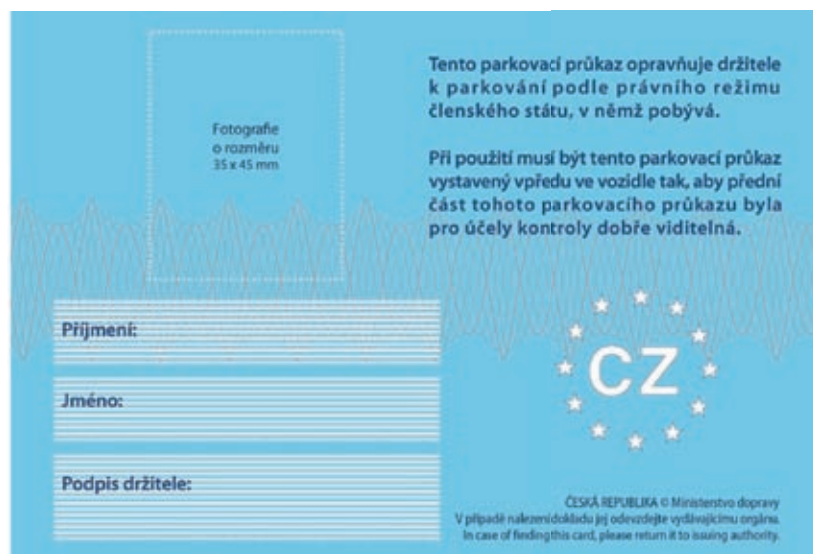 Fotografie
o rozměru
35 x 45 mm
Tento parkovací průkaz opravňuje držitele
k parkování podle právního režimu
členského státu, v němž pobývá.
Při použití musí být tento parkovací průkaz
vystavený vpředu ve vozidle tak, aby přední
část tohoto parkovacího průkazu byla
pro účely kontroly dobře viditelná.
Příjmení:
Jméno:
Podpis držitele:
CZ
ČESKÁ REPUBLIKA © Ministerstvo dopravy
V případě nalezení dokladu jej odevzdejte vydávajícímu orgánu.
In case of finding this card, please return it to issuing authority.